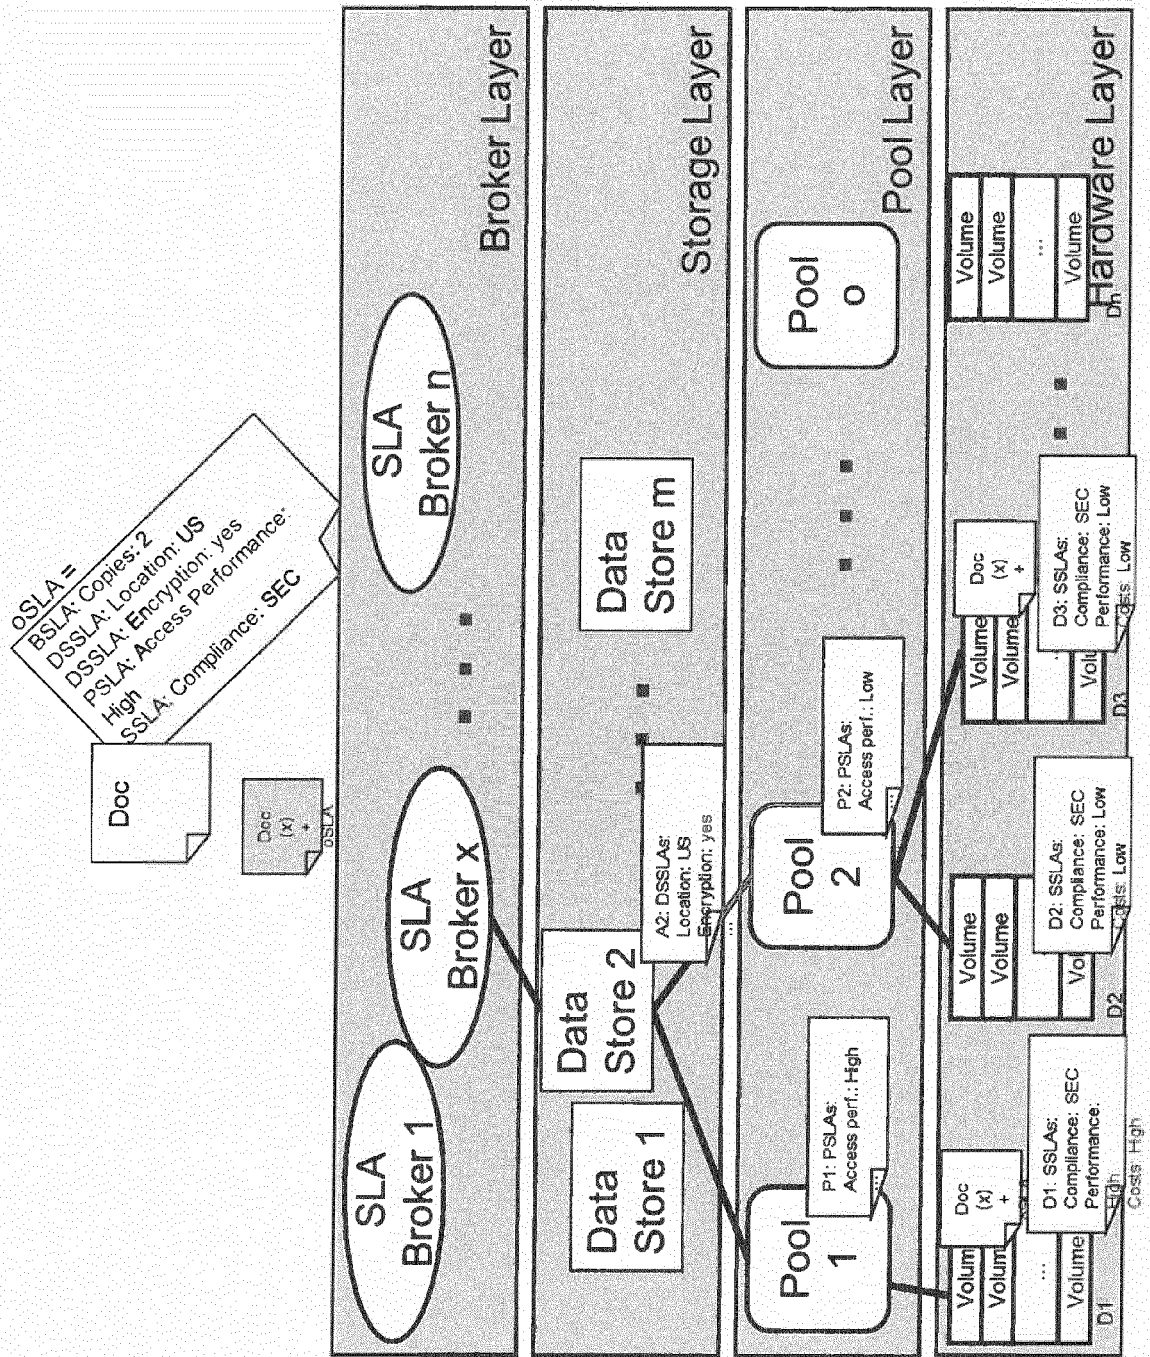 oSLA =
BSLA: Copies: 2
DSSLA: Location: US
DSSLA: Encryption: yes
PSLA: Access Performance:
High
SSLA: Compliance: SEC
Doc
Doc
(x)
+
oSLA
SLA
Broker 1
SLA
Broker x
SLA
Broker n
Broker Layer
Data
Store 1
Data
Store 2
A2: DSSLAs:
Location: US
Encryption: yes
...
Data
Store m
Storage Layer
Pool
1
P1: PSLAs:
Access perf.: High
...
Pool
2
P2: PSLAs:
Access perf.: Low
...
Pool
o
Pool Layer
Volum
Volum
...
Volume
D1
Doc
(x)
+
D1: SSLAs:
Compliance: SEC
Performance:
High
Costs: High
Volume
Volume
Vol
D2
D2: SSLAs:
Compliance: SEC
Performance: Low
Costs: Low
Volume
Volume
Volu
D3
Doc
(x)
+
D3: SSLAs:
Compliance: SEC
Performance: Low
Costs: Low
Volume
Volume
...
Volume
Dn
Hardware Layer